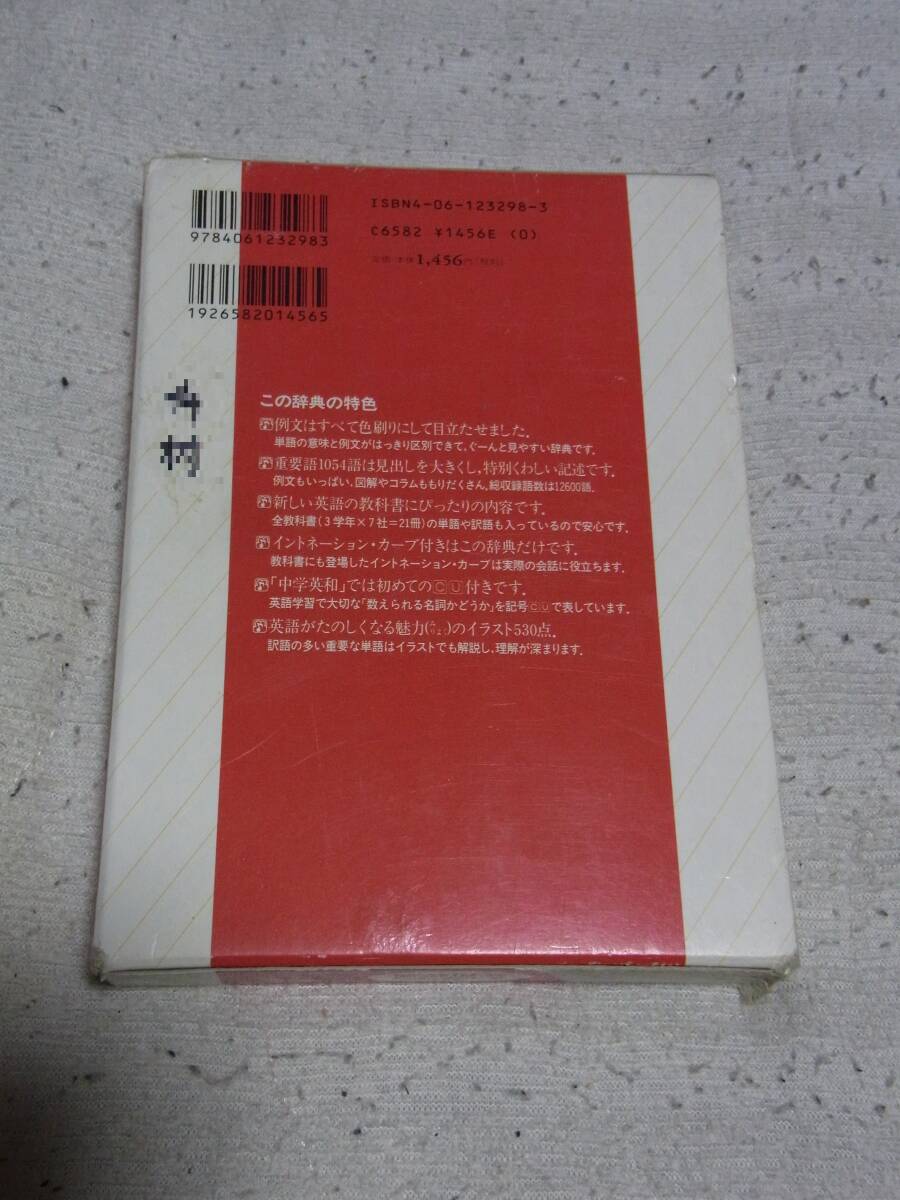 9784061232983
ISBN4-06-123298-3
C6582 ¥1456E (0)
定価:本体1,456円(税別)
1926582014565
この辞典の特色
例文はすべて色刷りにして目立たせました.
単語の意味と例文がはっきり区別できて,ぐーんと見やすい辞典です.
重要語1054語は見出しを大きくし,特別くわしい記述です.
例文もいっぱい,図解やコラムももりだくさん,総収録語数は12600語.
新しい英語の教科書にぴったりの内容です.
全教科書(3学年×7社=21冊)の単語や訳語も入っているので安心です.
イントネーション・カーブ付きはこの辞典だけです.
教科書にも登場したイントネーション・カーブは実際の会話に役立ちます.
「中学英和」では初めてのCU付きです.
英語学習で大切な「数えられる名詞かどうか」を記号CUで表しています.
英語がたのしくなる魅力()のイラスト530点.
訳語の多い重要な単語はイラストでも解説し,理解が深まります.